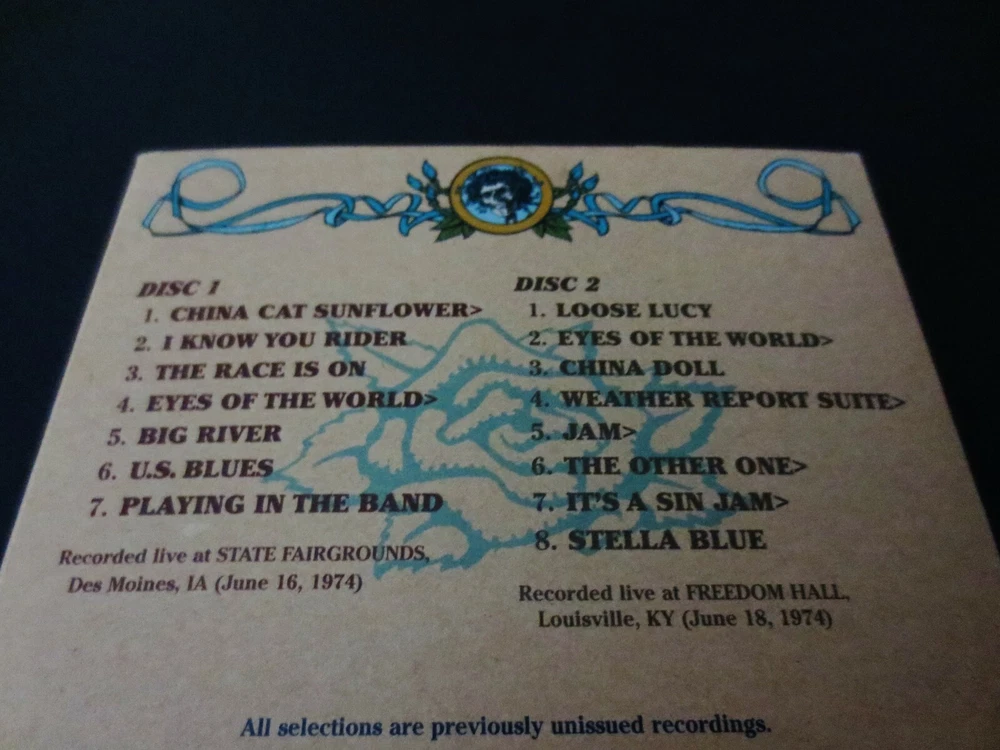 DISC 1
1. CHINA CAT SUNFLOWER>
2. I KNOW YOU RIDER
3. THE RACE IS ON
4. EYES OF THE WORLD>
5. BIG RIVER
6. U.S. BLUES
7. PLAYING IN THE BAND
Recorded live at STATE FAIRGROUNDS,
Des Moines, IA (June 16, 1974)
DISC 2
1. LOOSE LUCY
2. EYES OF THE WORLD>
3. CHINA DOLL
4. WEATHER REPORT SUITE>
5. JAM>
6. THE OTHER ONE>
7. IT'S A SIN JAM>
8. STELLA BLUE
Recorded live at FREEDOM HALL,
Louisville, KY (June 18, 1974)
All selections are previously unissued recordings.